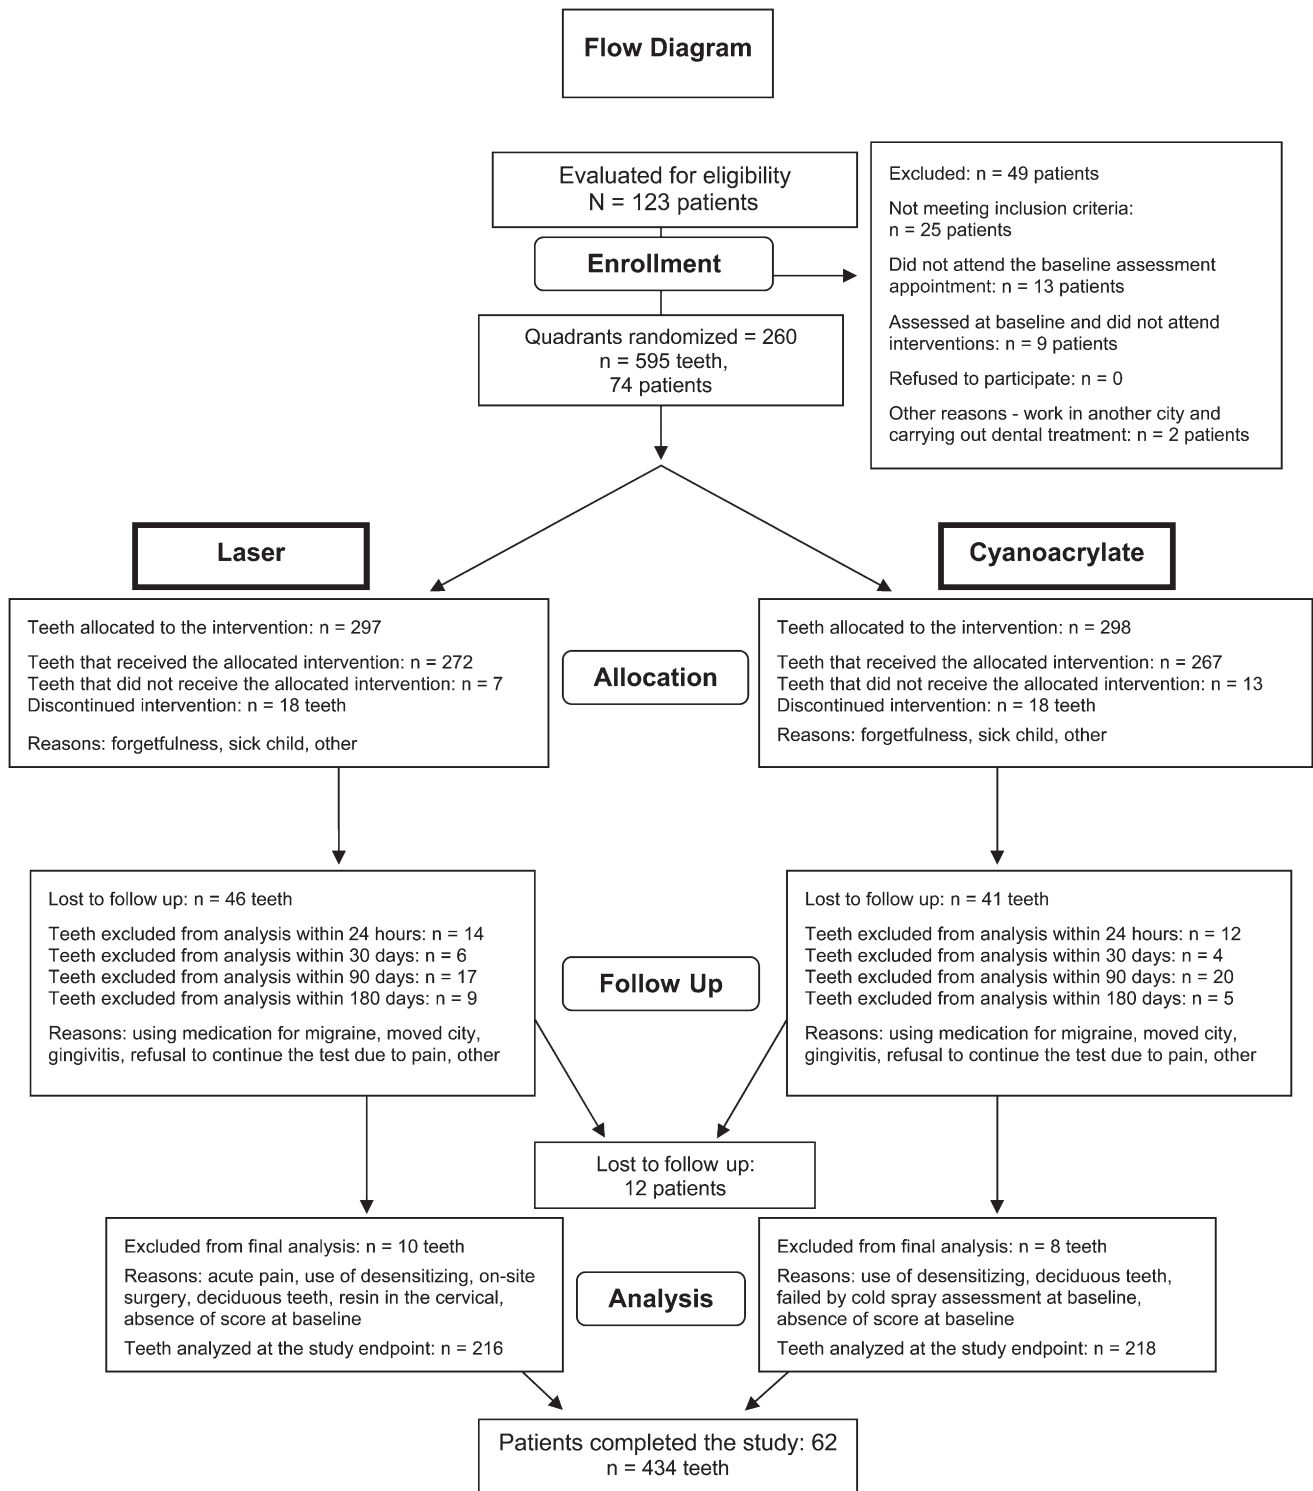 Flow Diagram
Evaluated for eligibility
N = 123 patients
Enrollment
Excluded: n = 49 patients
Not meeting inclusion criteria:
n = 25 patients
Did not attend the baseline assessment
appointment: n = 13 patients
Assessed at baseline and did not attend
interventions: n = 9 patients
Refused to participate: n = 0
Other reasons - work in another city and
carrying out dental treatment: n = 2 patients
Quadrants randomized = 260
n = 595 teeth,
74 patients
Laser
Teeth allocated to the intervention: n = 297
Teeth that received the allocated intervention: n = 272
Teeth that did not receive the allocated intervention: n = 7
Discontinued intervention: n = 18 teeth
Reasons: forgetfulness, sick child, other
Allocation
Cyanoacrylate
Teeth allocated to the intervention: n = 298
Teeth that received the allocated intervention: n = 267
Teeth that did not receive the allocated intervention: n = 13
Discontinued intervention: n = 18 teeth
Reasons: forgetfulness, sick child, other
Lost to follow up: n = 46 teeth
Teeth excluded from analysis within 24 hours: n = 14
Teeth excluded from analysis within 30 days: n = 6
Teeth excluded from analysis within 90 days: n = 17
Teeth excluded from analysis within 180 days: n = 9
Reasons: using medication for migraine, moved city,
gingivitis, refusal to continue the test due to pain, other
Follow Up
Lost to follow up: n = 41 teeth
Teeth excluded from analysis within 24 hours: n = 12
Teeth excluded from analysis within 30 days: n = 4
Teeth excluded from analysis within 90 days: n = 20
Teeth excluded from analysis within 180 days: n = 5
Reasons: using medication for migraine, moved city,
gingivitis, refusal to continue the test due to pain, other
Lost to follow up:
12 patients
Excluded from final analysis: n = 10 teeth
Reasons: acute pain, use of desensitizing, on-site
surgery, deciduous teeth, resin in the cervical,
absence of score at baseline
Teeth analyzed at the study endpoint: n = 216
Analysis
Excluded from final analysis: n = 8 teeth
Reasons: use of desensitizing, deciduous teeth,
failed by cold spray assessment at baseline,
absence of score at baseline
Teeth analyzed at the study endpoint: n = 218
Patients completed the study: 62
n = 434 teeth